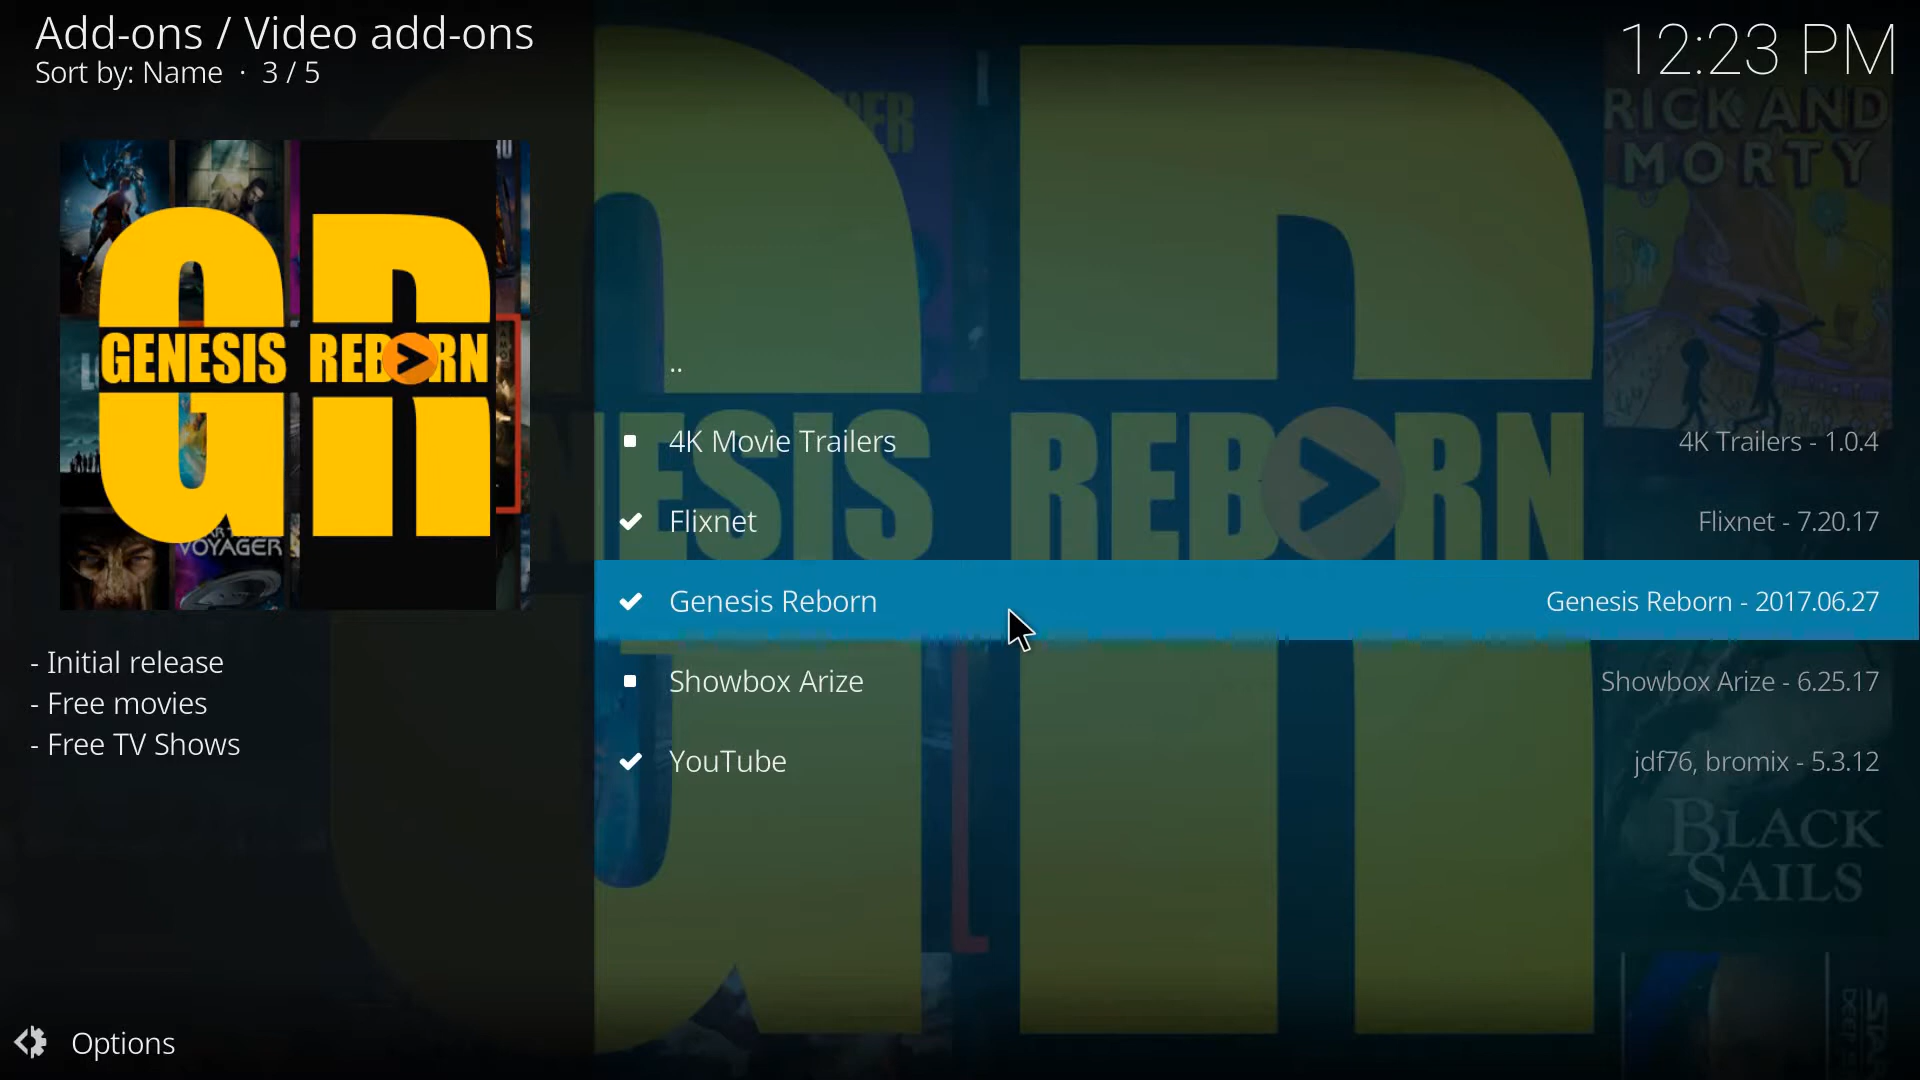 Add-ons / Video add-ons
Sort by: Name · 3 / 5
12:23 PM
RICK AND
MORTY
GENESIS REBORN
VOYAGER
- Initial release
- Free movies
- Free TV Shows
..
4K Movie Trailers 4K Trailers - 1.0.4
Flixnet Flixnet - 7.20.17
Genesis Reborn Genesis Reborn - 2017.06.27
Showbox Arize Showbox Arize - 6.25.17
YouTube jdf76, bromix - 5.3.12
BLACK
SAILS
Options